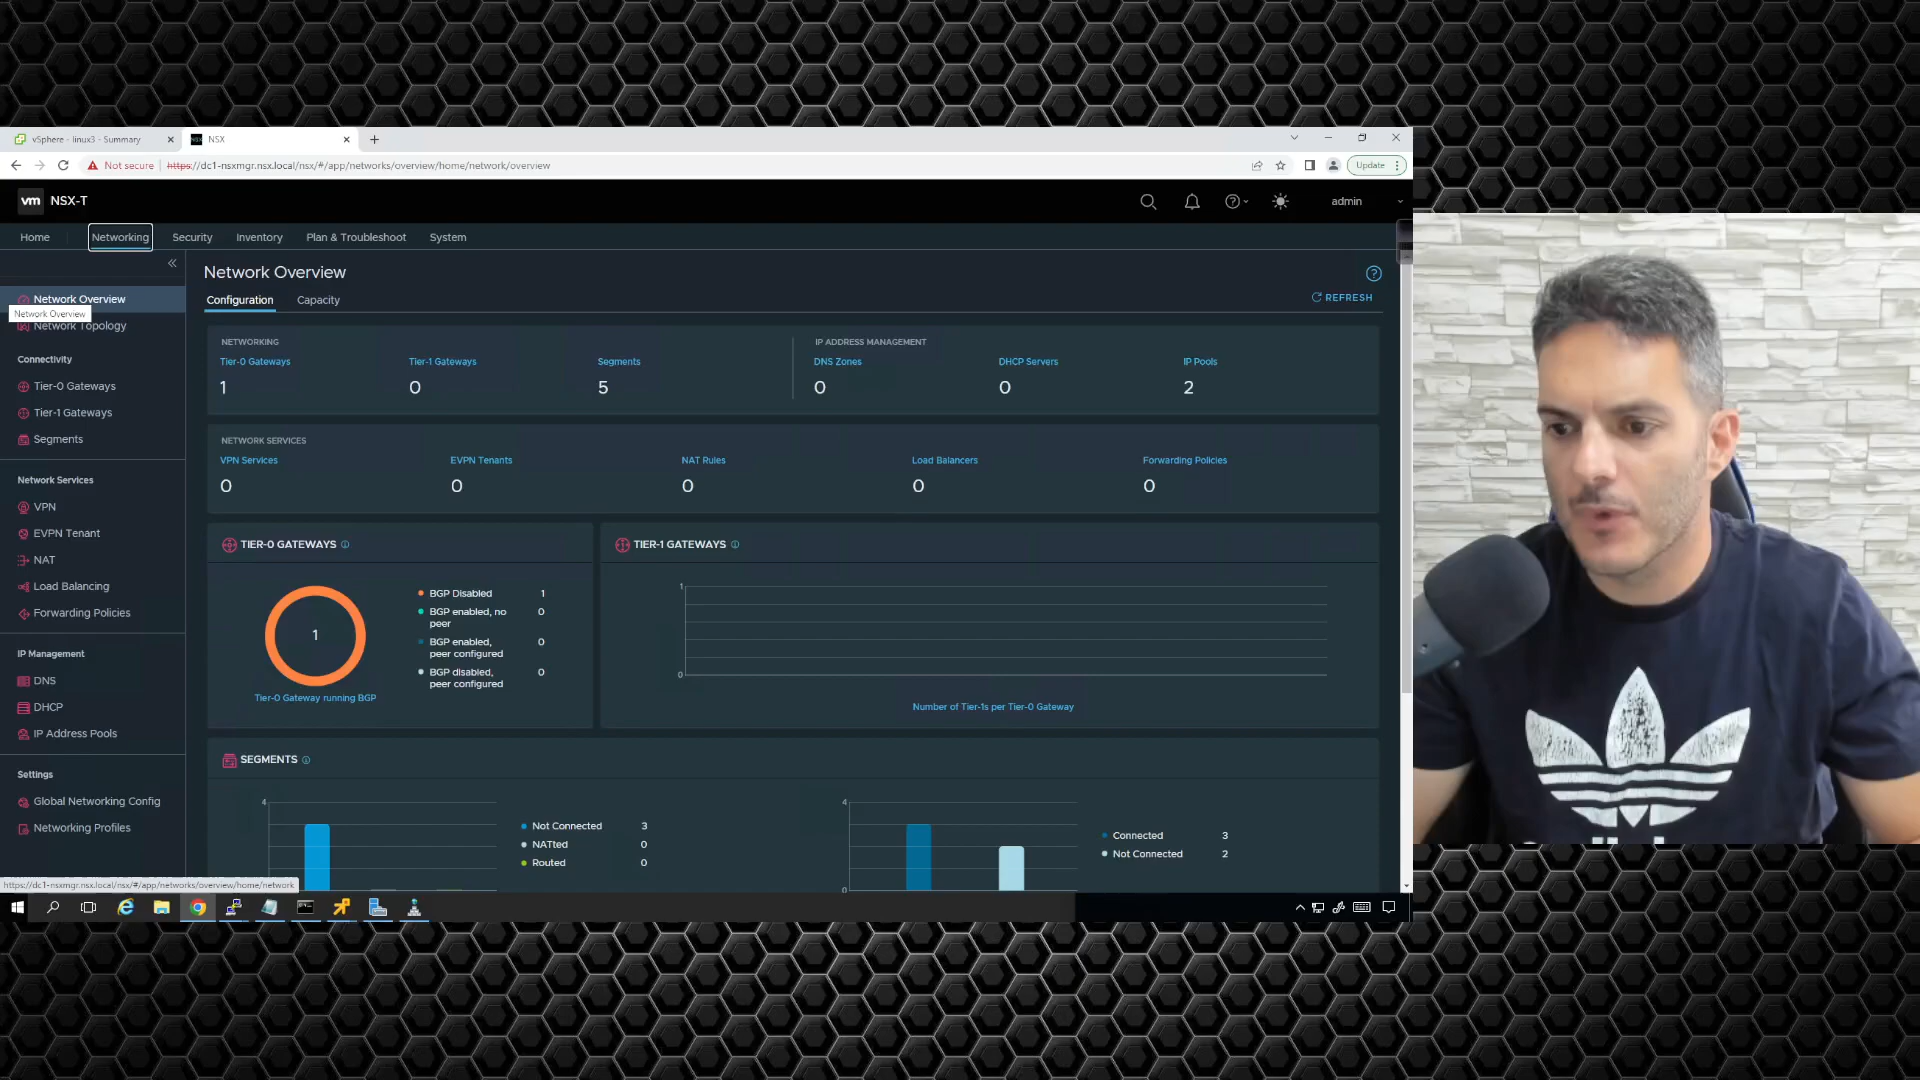 vSphere - linux3 - Summary
NSX
Not secure
https://dc1-nsxmgr.nsx.local/nsx/#/app/networks/overview/home/network/overview
Update
vm NSX-T
admin
Home
Networking
Security
Inventory
Plan & Troubleshoot
System
Network Overview
Network Overview
Network Topology
Connectivity
Tier-0 Gateways
Tier-1 Gateways
Segments
Network Services
VPN
EVPN Tenant
NAT
Load Balancing
Forwarding Policies
IP Management
DNS
DHCP
IP Address Pools
Settings
Global Networking Config
Networking Profiles
https://dc1-nsxmgr.nsx.local/nsx/#/app/networks/overview/home/network
Network Overview
Configuration
Capacity
REFRESH
NETWORKING
Tier-0 Gateways
1
Tier-1 Gateways
0
Segments
5
IP ADDRESS MANAGEMENT
DNS Zones
0
DHCP Servers
0
IP Pools
2
NETWORK SERVICES
VPN Services
0
EVPN Tenants
0
NAT Rules
0
Load Balancers
0
Forwarding Policies
0
TIER-0 GATEWAYS
1
Tier-0 Gateway running BGP
BGP Disabled 1
BGP enabled, no 0
peer
BGP enabled, 0
peer configured
BGP disabled, 0
peer configured
TIER-1 GATEWAYS
1
0
Number of Tier-1s per Tier-0 Gateway
SEGMENTS
4
Not Connected 3
NATted 0
Routed 0
4
0
Connected 3
Not Connected 2